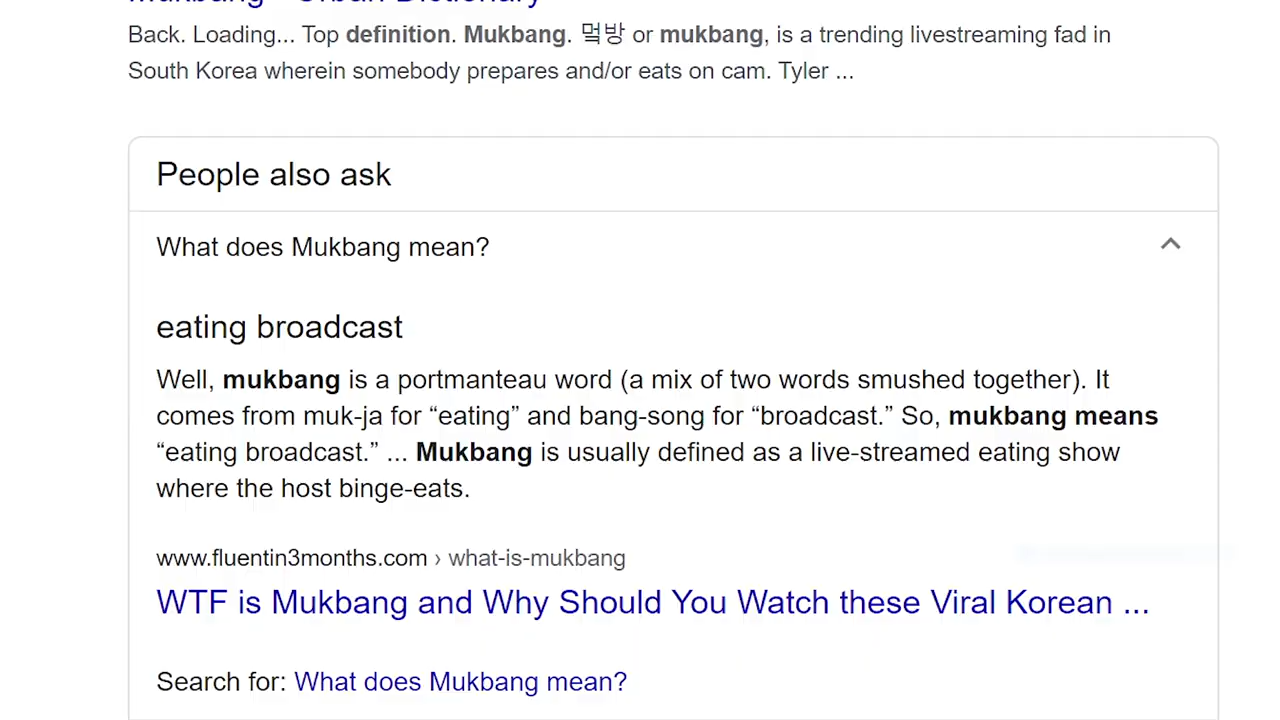 Mukbang - Urban Dictionary
Back. Loading... Top definition. Mukbang. 먹방 or mukbang, is a trending livestreaming fad in
South Korea wherein somebody prepares and/or eats on cam. Tyler ...
People also ask
What does Mukbang mean?
eating broadcast
Well, mukbang is a portmanteau word (a mix of two words smushed together). It
comes from muk-ja for “eating” and bang-song for “broadcast.” So, mukbang means
“eating broadcast.” ... Mukbang is usually defined as a live-streamed eating show
where the host binge-eats.
www.fluentin3months.com › what-is-mukbang
WTF is Mukbang and Why Should You Watch these Viral Korean ...
Search for: What does Mukbang mean?